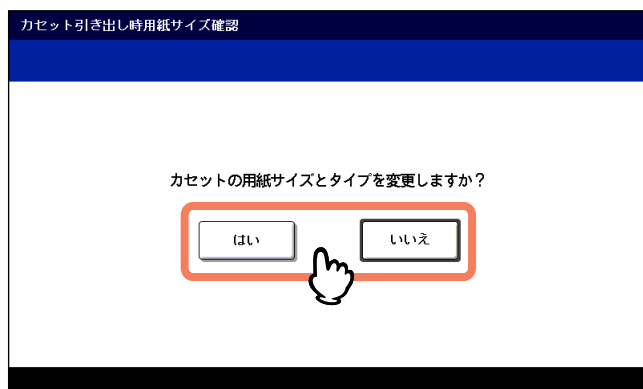 カセット引き出し時用紙サイズ確認
カセットの用紙サイズとタイプを変更しますか？
はい
いいえ